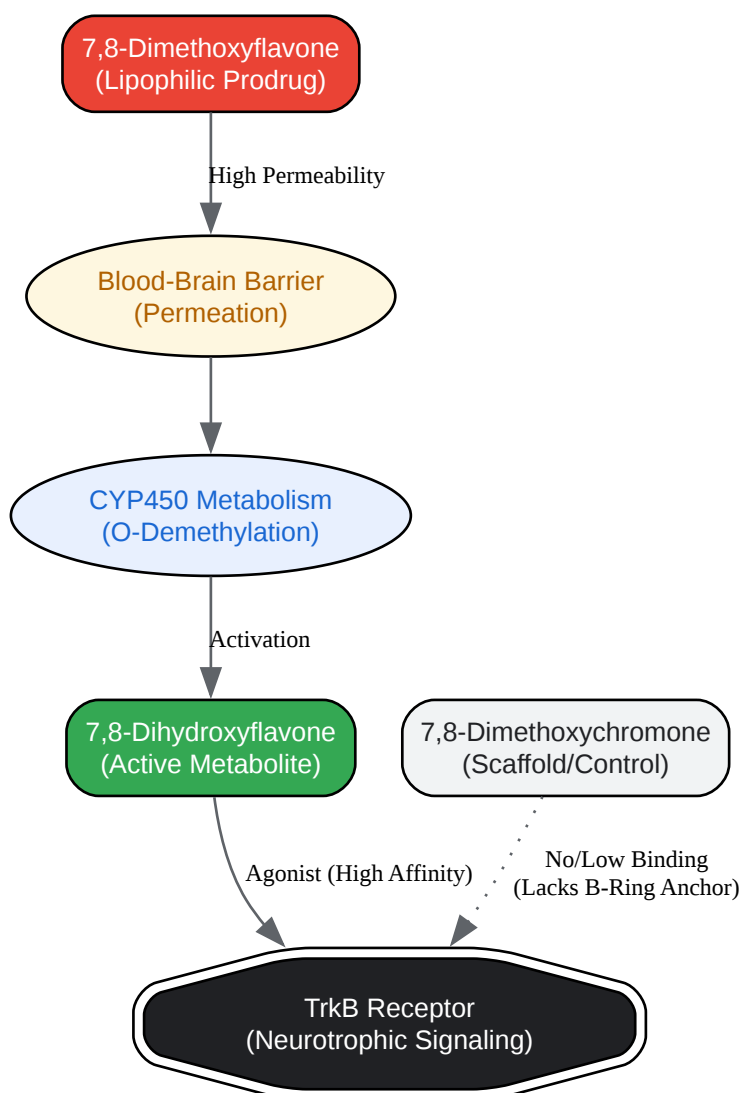 7,8-Dimethoxyflavone
(Lipophilic Prodrug)
High Permeability
Blood-Brain Barrier
(Permeation)
CYP450 Metabolism
(O-Demethylation)
Activation
7,8-Dihydroxyflavone
(Active Metabolite)
7,8-Dimethoxychromone
(Scaffold/Control)
Agonist (High Affinity)
No/Low Binding
(Lacks B-Ring Anchor)
TrkB Receptor
(Neurotrophic Signaling)